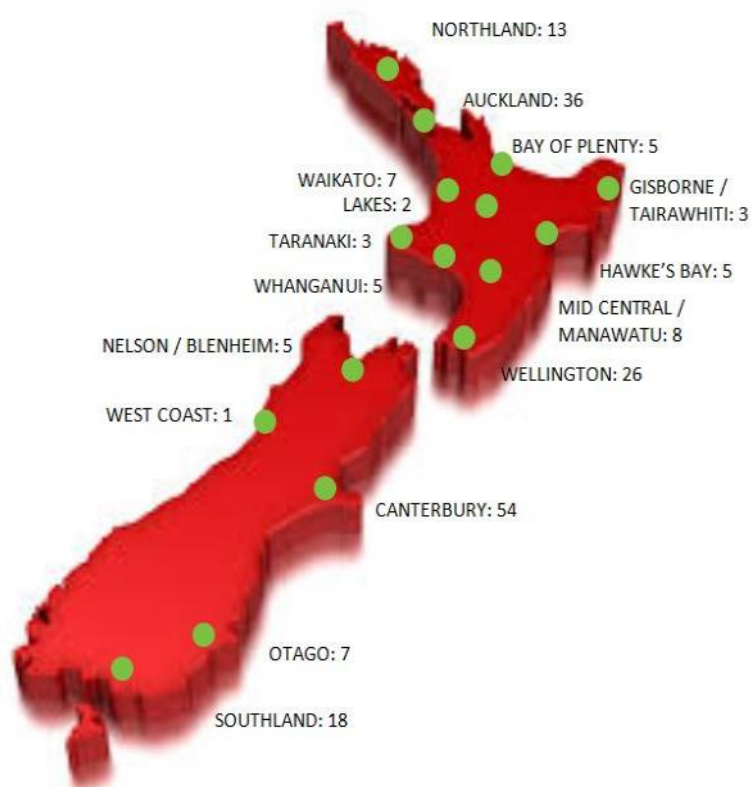 NORTHLAND: 13
AUCKLAND: 36
BAY OF PLENTY: 5
WAIKATO: 7
LAKES: 2
GISBORNE /
TAIRAWHITI: 3
TARANAKI: 3
HAWKE'S BAY: 5
WHANGANUI: 5
MID CENTRAL /
MANAWATU: 8
NELSON / BLENHEIM: 5
WELLINGTON: 26
WEST COAST: 1
CANTERBURY: 54
OTAGO: 7
SOUTHLAND: 18